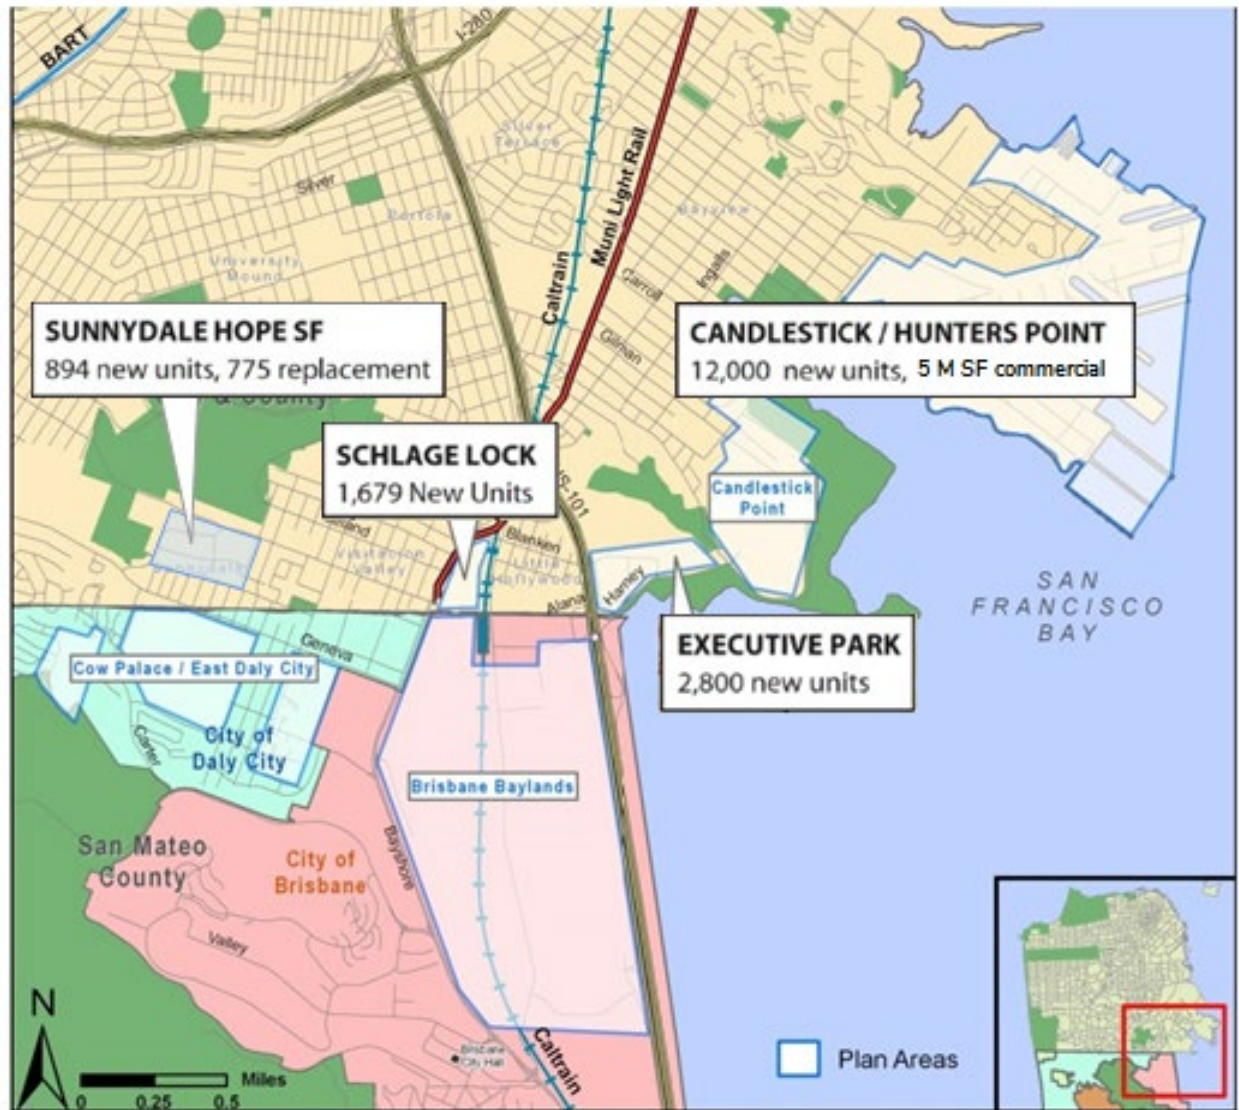 BART
I-280
Silver
Terrace
Silver
Portola
Bayview
University
Mound
Caltrain
Muni Light Rail
Carroll
Ingalls
Gilman
SUNNYDALE HOPE SF
894 new units, 775 replacement
CANDLESTICK / HUNTERS POINT
12,000 new units, 5 M SF commercial
& County
SCHLAGE LOCK
1,679 New Units
US-101
Candlestick
Point
Blanken
Visitacion
Valley
Little
Hollywood
Alana
Harney
SAN
FRANCISCO
BAY
EXECUTIVE PARK
2,800 new units
Geneva
Cow Palace / East Daly City
Carter
City of
Daly City
Brisbane Baylands
San Mateo
County
City of
Brisbane
Bayshore
Valley
N
Brisbane
City Hall
Caltrain
Plan Areas
Miles
0 0.25 0.5